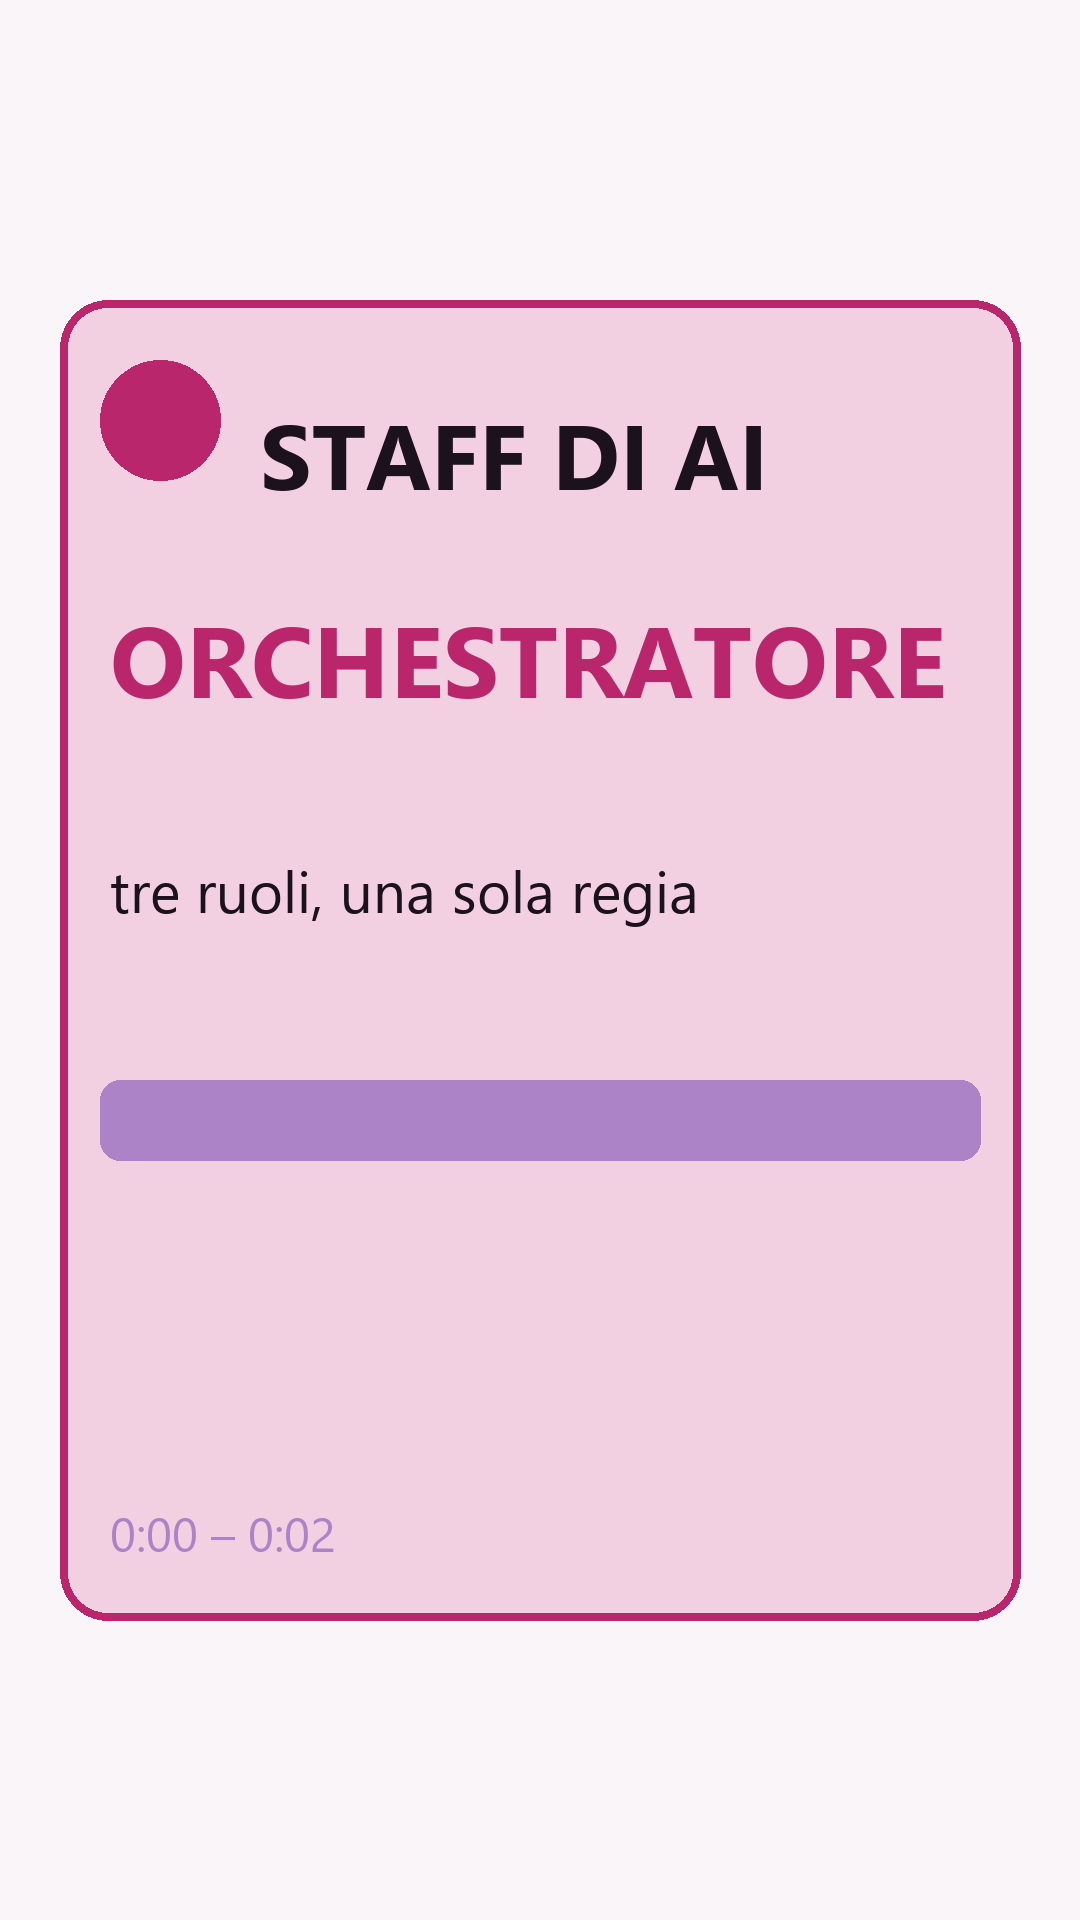 STAFF DI AI
ORCHESTRATORE
tre ruoli, una sola regia
0:00 – 0:02